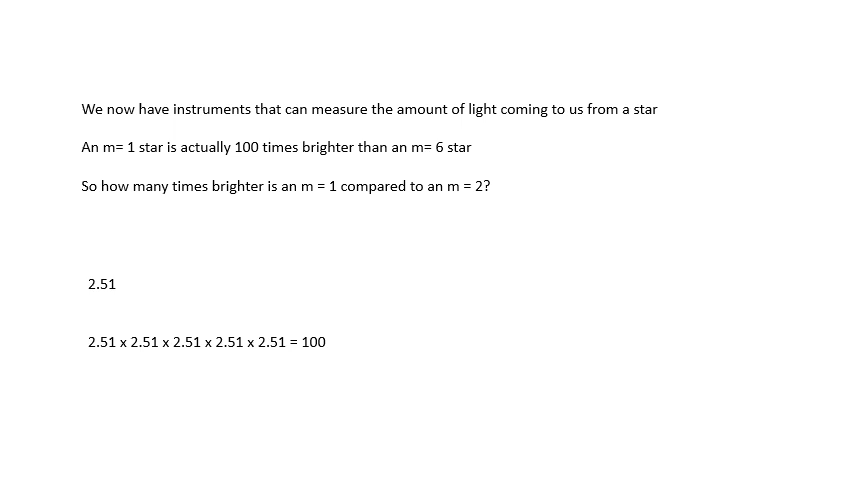 We now have instruments that can measure the amount of light coming to us from a star
An m= 1 star is actually 100 times brighter than an m= 6 star
So how many times brighter is an m = 1 compared to an m = 2?
2.51
2.51 x 2.51 x 2.51 x 2.51 x 2.51 = 100